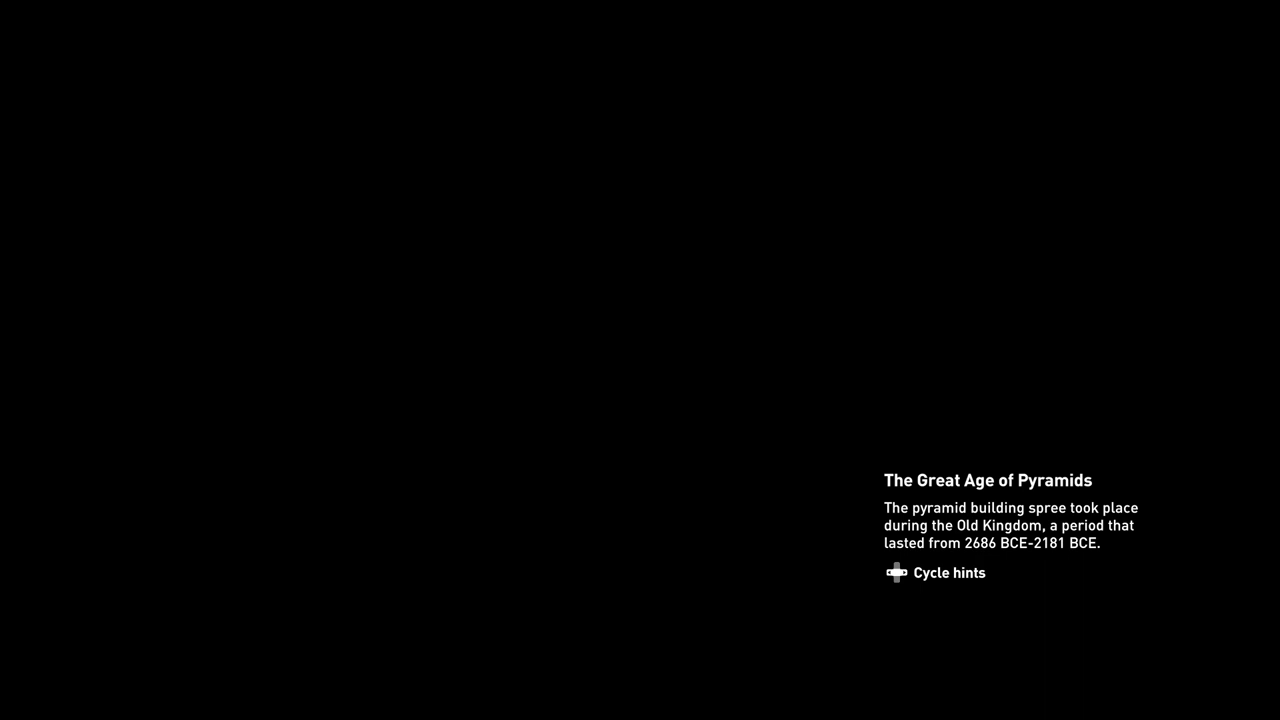 The Great Age of Pyramids
The pyramid building spree took place
during the Old Kingdom, a period that
lasted from 2686 BCE-2181 BCE.
Cycle hints